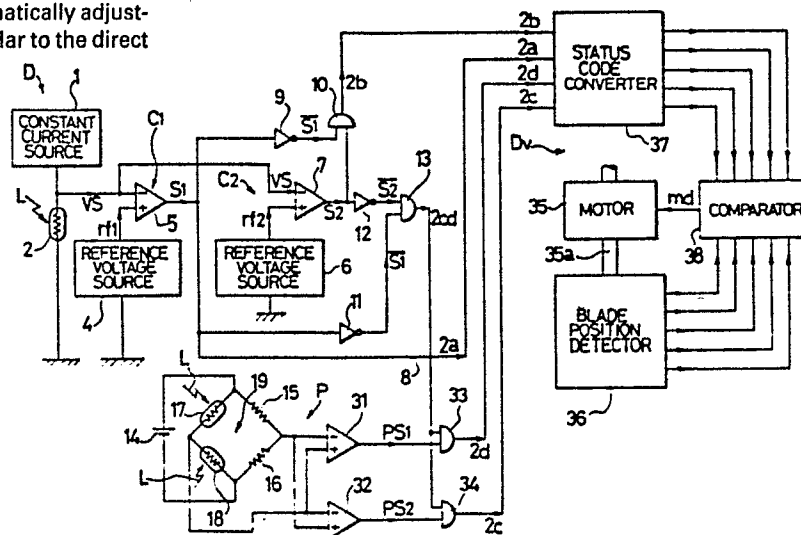 matically adjust-
lar to the direct
D
1
CONSTANT
CURRENT
SOURCE
L
2
VS
C1
S1
rf1
5
REFERENCE
VOLTAGE
SOURCE
4
9
S̅1̅
10
2b
C2
VS
7
S2
rf2
REFERENCE
VOLTAGE
SOURCE
6
12
S̅2̅
13
2cd
11
S̅1̅
2a
8
2b
2a
2d
2c
STATUS
CODE
CONVERTER
37
Dv
35
MOTOR
md
COMPARATOR
38
35a
BLADE
POSITION
DETECTOR
36
L
19
15
17
14
L
18
16
P
31
PS1
33
2d
32
PS2
34
2c